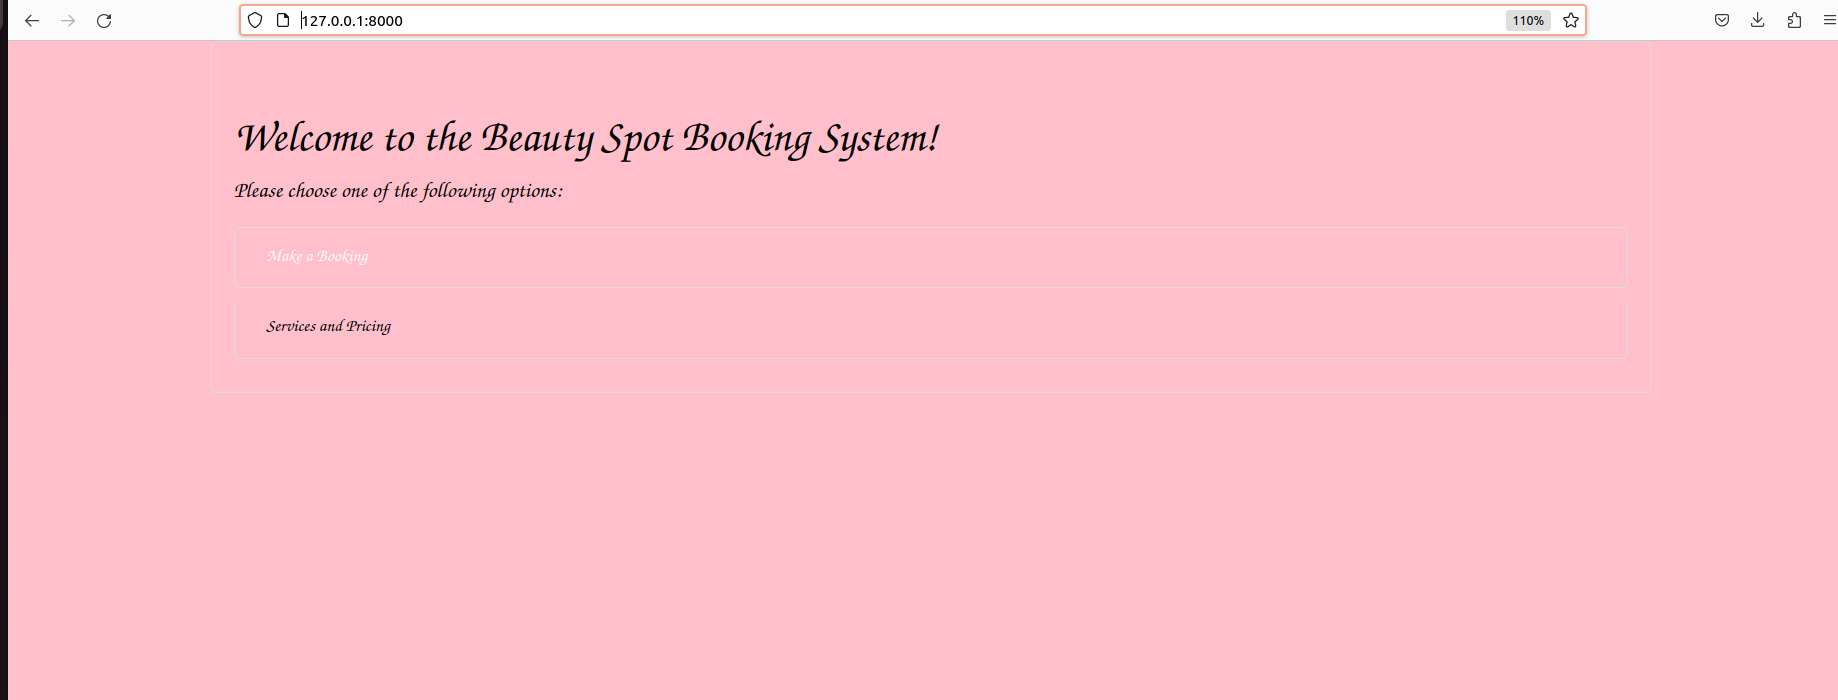 127.0.0.1:8000
110%
Welcome to the Beauty Spot Booking System!
Please choose one of the following options:
Make a Booking
Services and Pricing